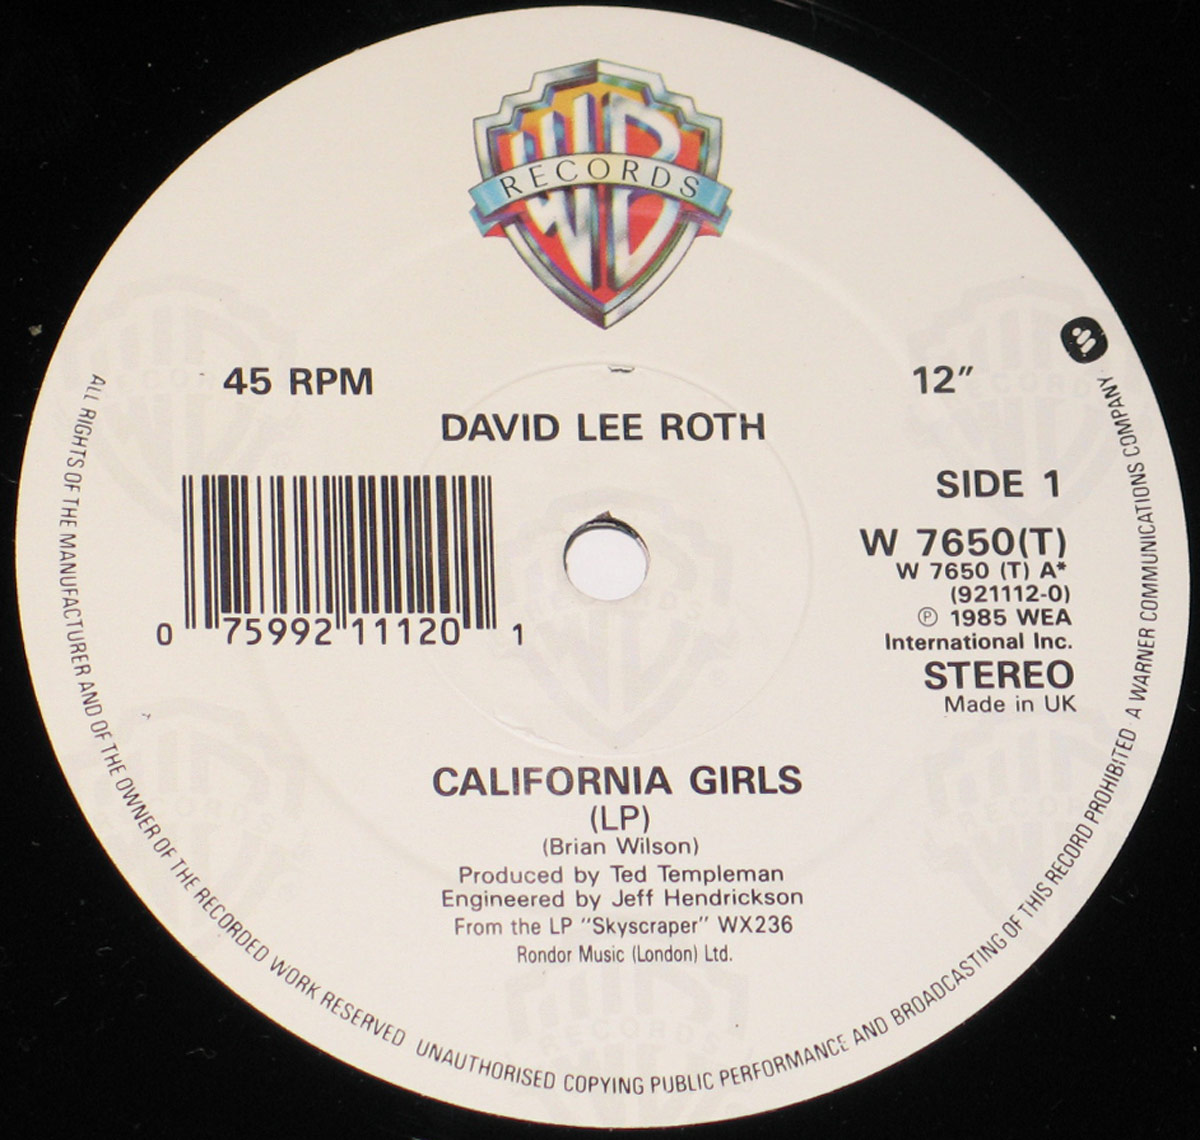 WB
RECORDS
45 RPM
12"
DAVID LEE ROTH
SIDE 1
W 7650(T)
W 7650 (T) A*
(921112-0)
℗ 1985 WEA
International Inc.
STEREO
Made in UK
0 75992 11120 1
CALIFORNIA GIRLS
(LP)
(Brian Wilson)
Produced by Ted Templeman
Engineered by Jeff Hendrickson
From the LP "Skyscraper" WX236
Rondor Music (London) Ltd.
ALL RIGHTS OF THE MANUFACTURER AND OF THE OWNER OF THE RECORDED WORK RESERVED UNAUTHORISED COPYING PUBLIC PERFORMANCE AND BROADCASTING OF THIS RECORD PROHIBITED · A WARNER COMMUNICATIONS COMPANY ·